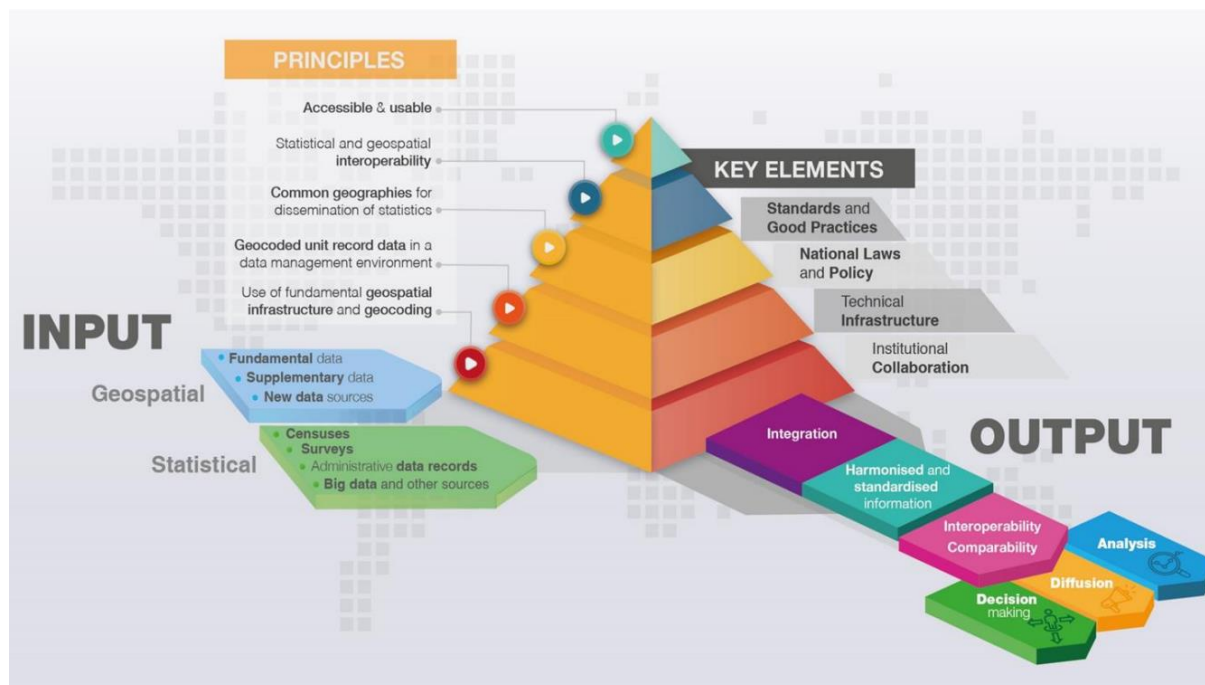 PRINCIPLES
Accessible & usable
Statistical and geospatial
interoperability
Common geographies for
dissemination of statistics
Geocoded unit record data in a
data management environment
Use of fundamental geospatial
infrastructure and geocoding
KEY ELEMENTS
Standards and
Good Practices
National Laws
and Policy
Technical
Infrastructure
Institutional
Collaboration
INPUT
Geospatial
Fundamental data
Supplementary data
New data sources
Statistical
Censuses
Surveys
Administrative data records
Big data and other sources
OUTPUT
Integration
Harmonised and
standardised
information
Interoperability
Comparability
Analysis
Diffusion
Decision
making